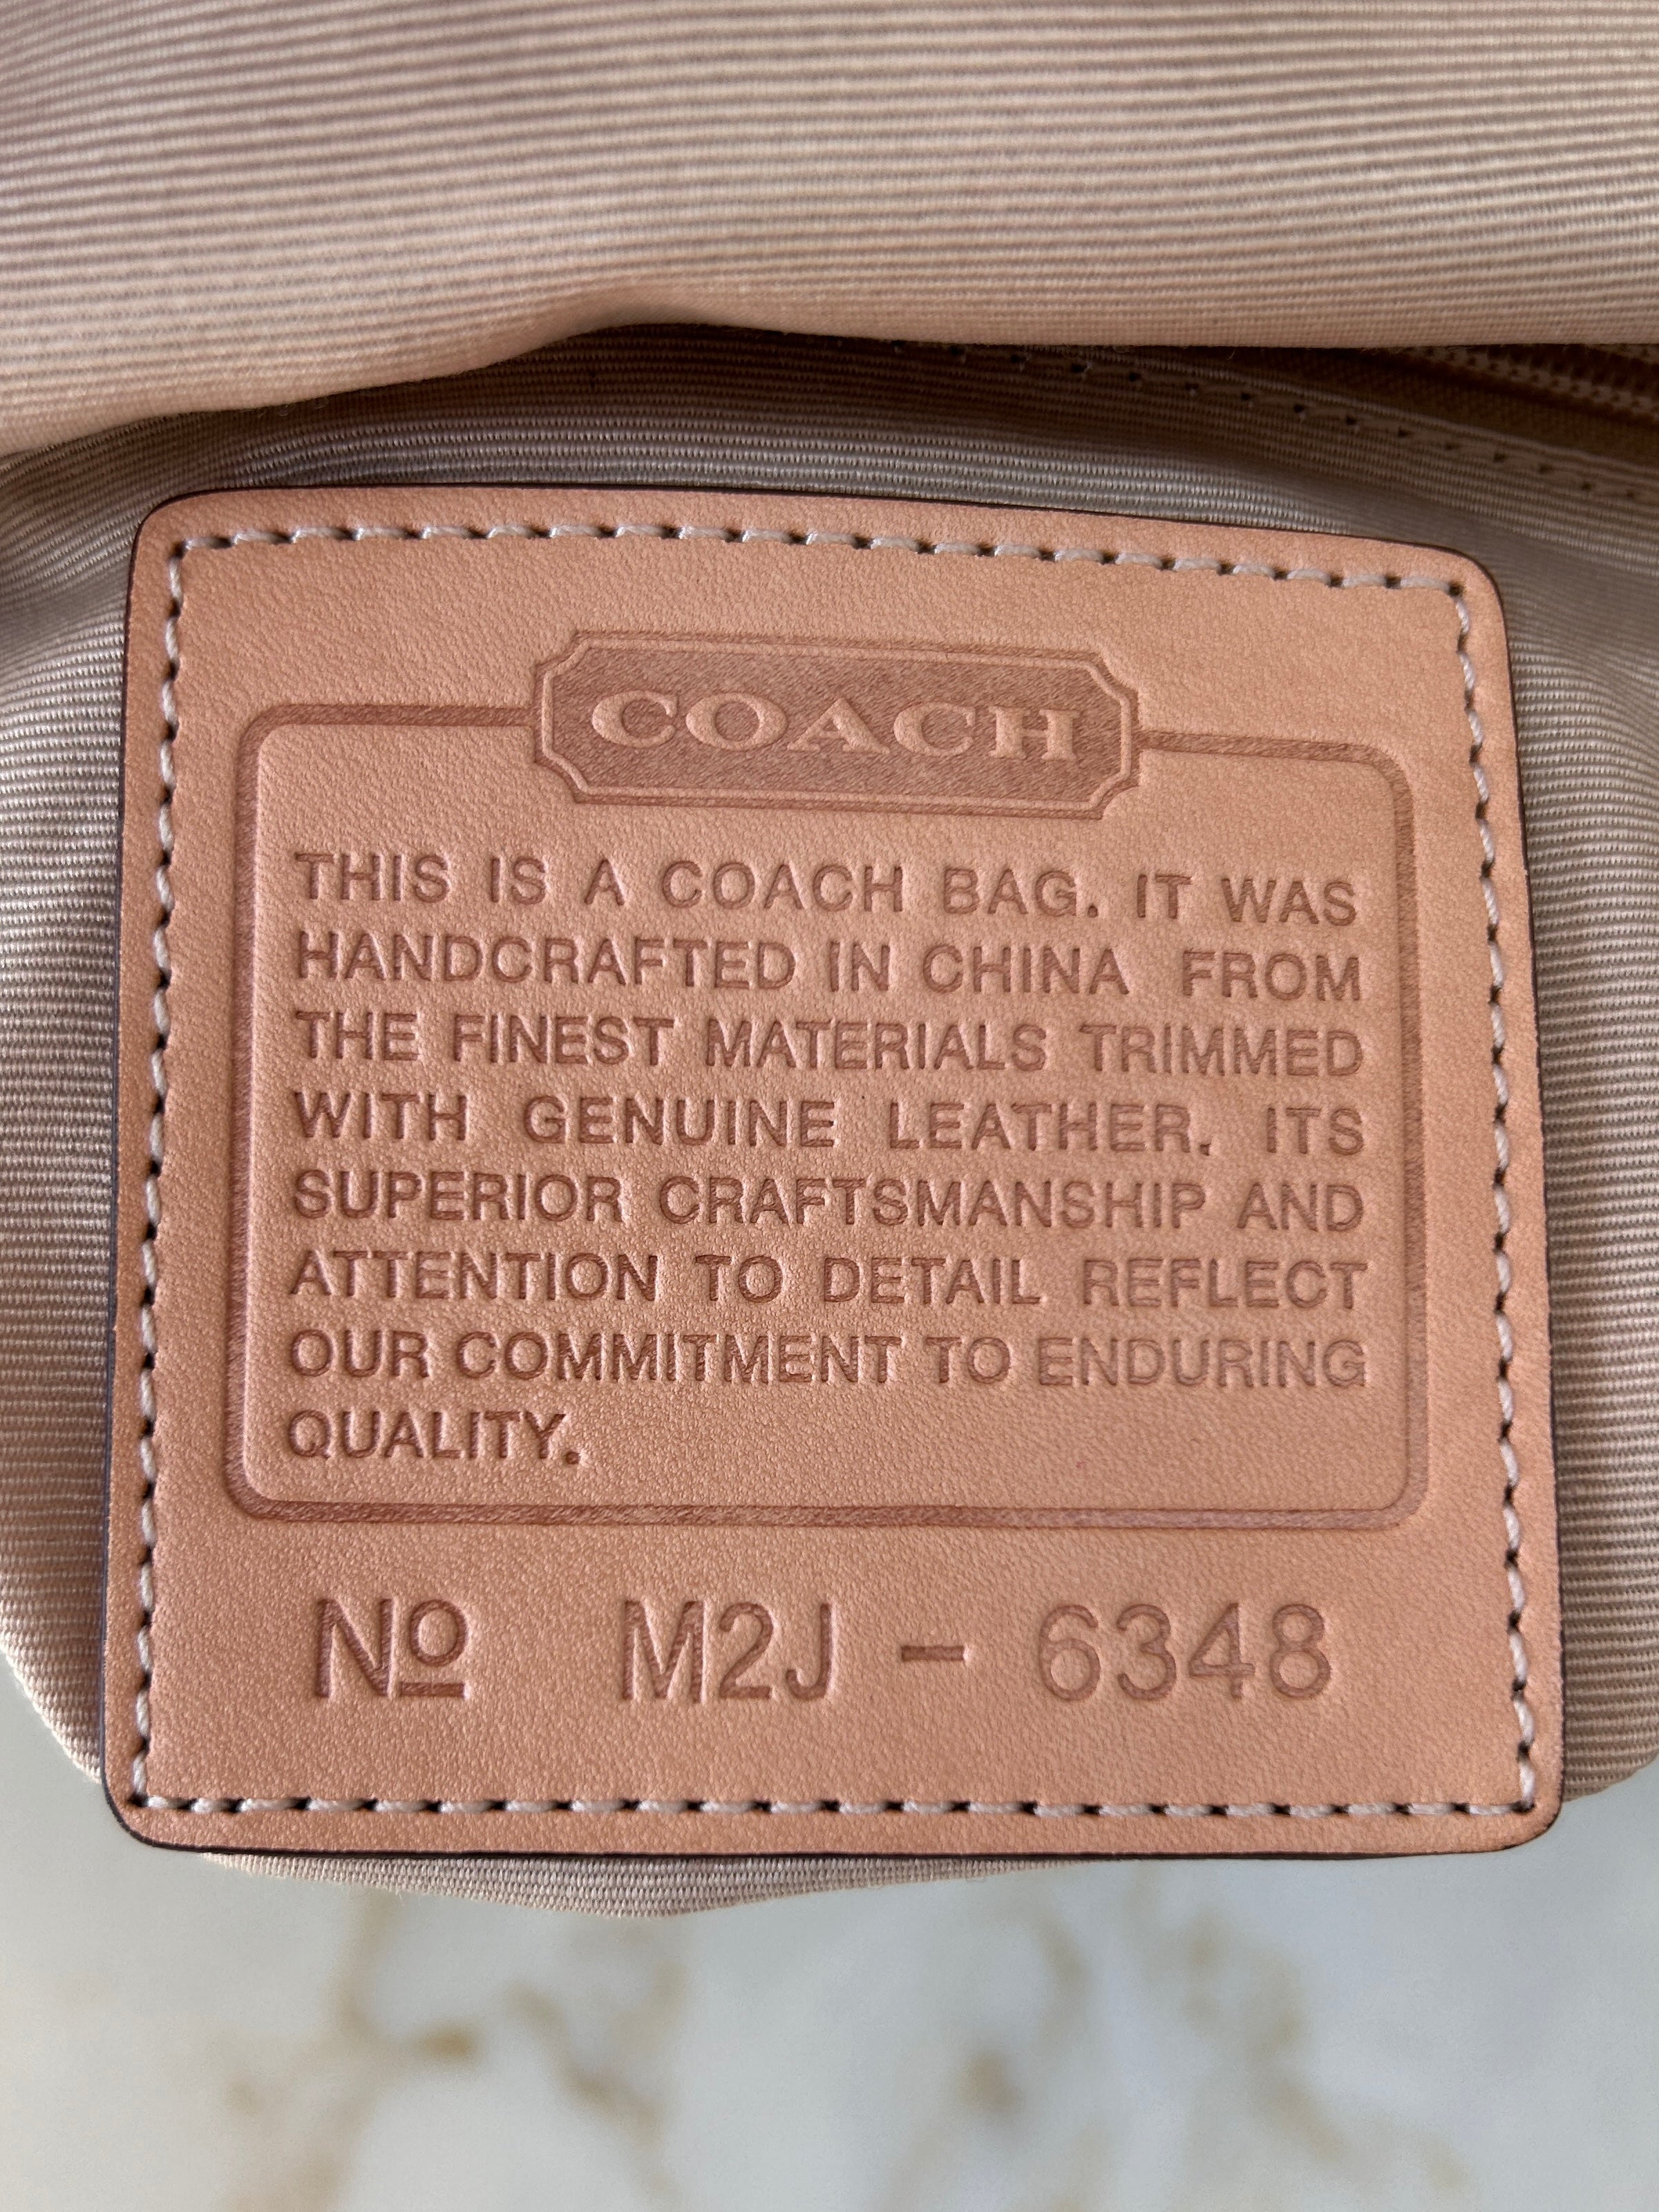 COACH
THIS IS A COACH BAG. IT WAS
HANDCRAFTED IN CHINA FROM
THE FINEST MATERIALS TRIMMED
WITH GENUINE LEATHER. ITS
SUPERIOR CRAFTSMANSHIP AND
ATTENTION TO DETAIL REFLECT
OUR COMMITMENT TO ENDURING
QUALITY.
Nº M2J - 6348